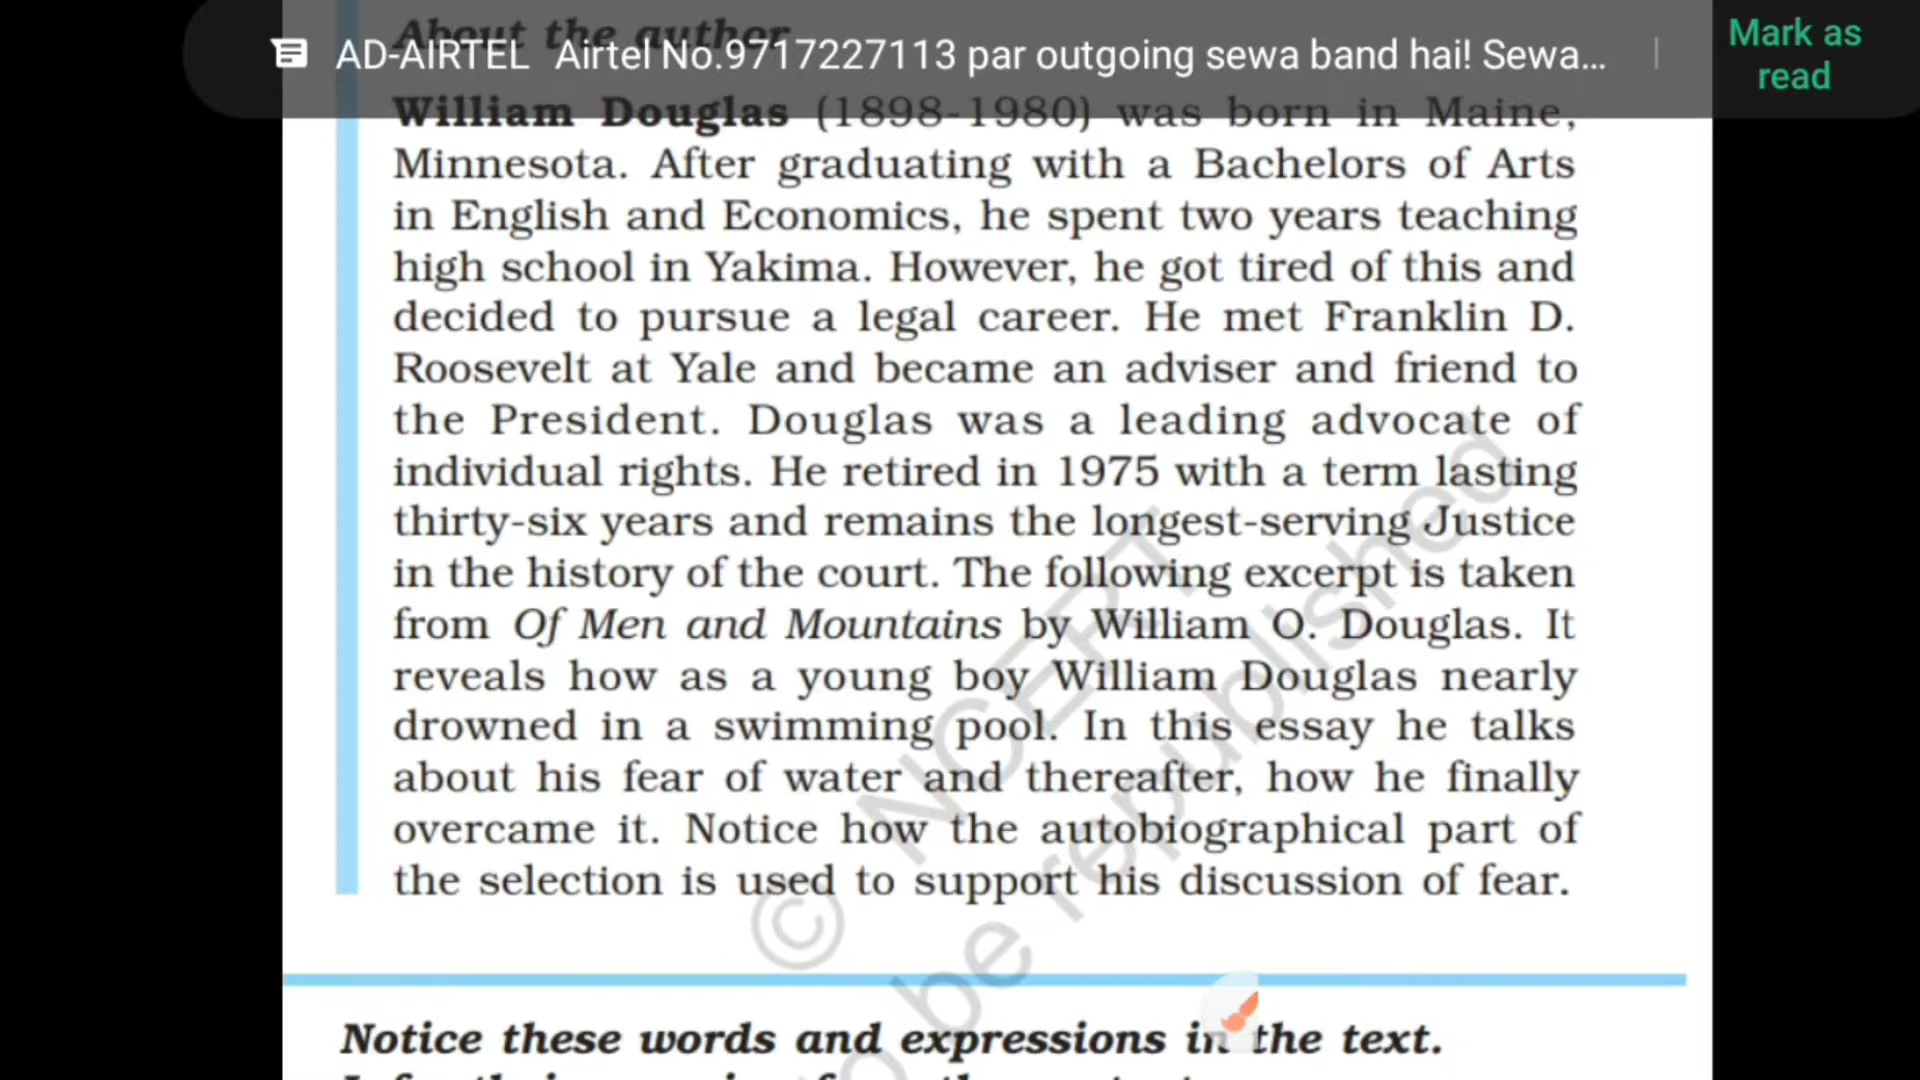 About the author
AD-AIRTEL Airtel No.9717227113 par outgoing sewa band hai! Sewa...
Mark as
read
William Douglas (1898-1980) was born in Maine,
Minnesota. After graduating with a Bachelors of Arts
in English and Economics, he spent two years teaching
high school in Yakima. However, he got tired of this and
decided to pursue a legal career. He met Franklin D.
Roosevelt at Yale and became an adviser and friend to
the President. Douglas was a leading advocate of
individual rights. He retired in 1975 with a term lasting
thirty-six years and remains the longest-serving Justice
in the history of the court. The following excerpt is taken
from Of Men and Mountains by William O. Douglas. It
reveals how as a young boy William Douglas nearly
drowned in a swimming pool. In this essay he talks
about his fear of water and thereafter, how he finally
overcame it. Notice how the autobiographical part of
the selection is used to support his discussion of fear.
© NCERT
be republished
Notice these words and expressions in the text.